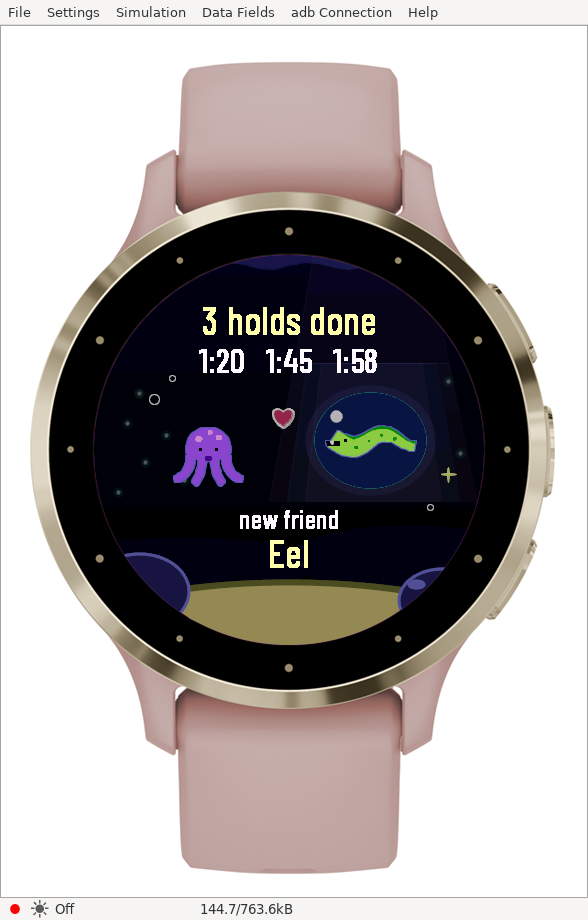 File Settings Simulation Data Fields adb Connection Help
3 holds done
1:20 1:45 1:58
new friend
Eel
Off 144.7/763.6kB